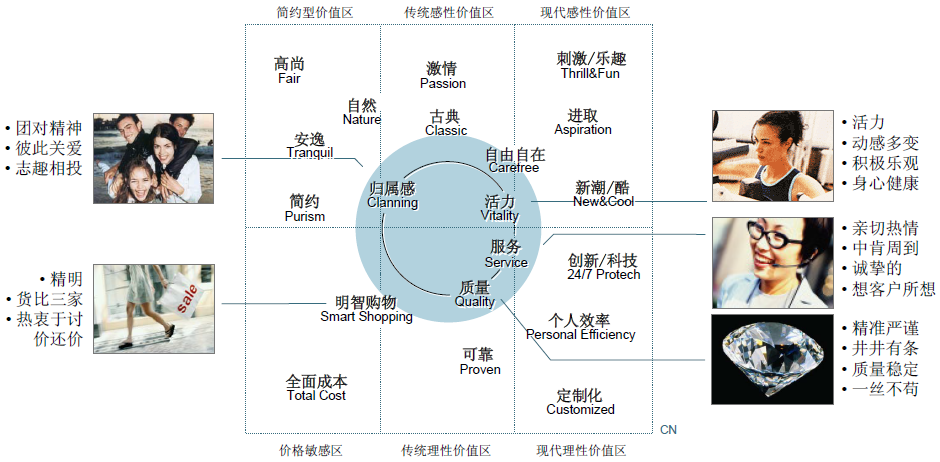 简约型价值区
传统感性价值区
现代感性价值区
高尚
Fair
激情
Passion
刺激/乐趣
Thrill&Fun
自然
Nature
古典
Classic
进取
Aspiration
安逸
Tranquil
自由自在
Carefree
归属感
Clanning
简约
Purism
活力
Vitality
新潮/酷
New&Cool
服务
Service
创新/科技
24/7 Protech
质量
Quality
明智购物
Smart Shopping
个人效率
Personal Efficiency
可靠
Proven
全面成本
Total Cost
定制化
Customized
CN
价格敏感区
传统理性价值区
现代理性价值区
• 团对精神
• 彼此关爱
• 志趣相投
• 精明
• 货比三家
• 热衷于讨
价还价
sale
• 活力
• 动感多变
• 积极乐观
• 身心健康
• 亲切热情
• 中肯周到
• 诚挚的
• 想客户所想
• 精准严谨
• 井井有条
• 质量稳定
• 一丝不苟